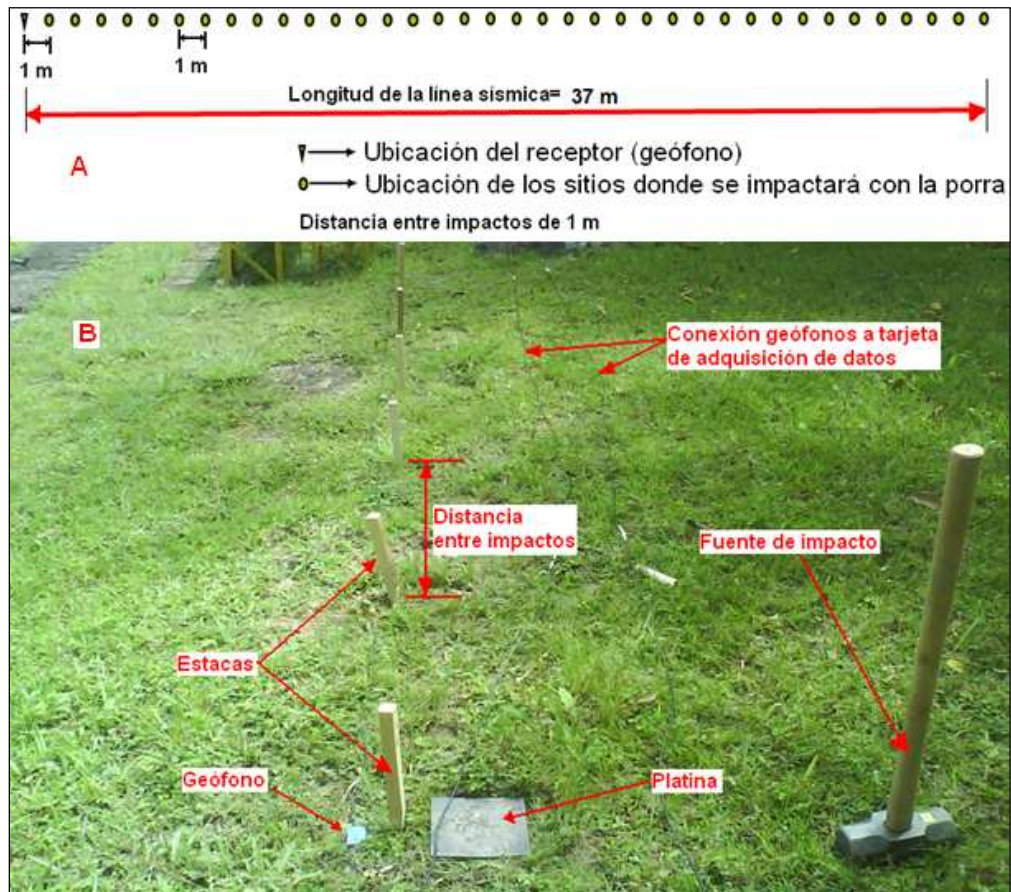 1 m
1 m
Longitud de la línea sísmica= 37 m
A
Ubicación del receptor (geófono)
Ubicación de los sitios donde se impactará con la porra
Distancia entre impactos de 1 m
B
Conexión geófonos a tarjeta
de adquisición de datos
Distancia
entre impactos
Fuente de impacto
Estacas
Geófono
Platina